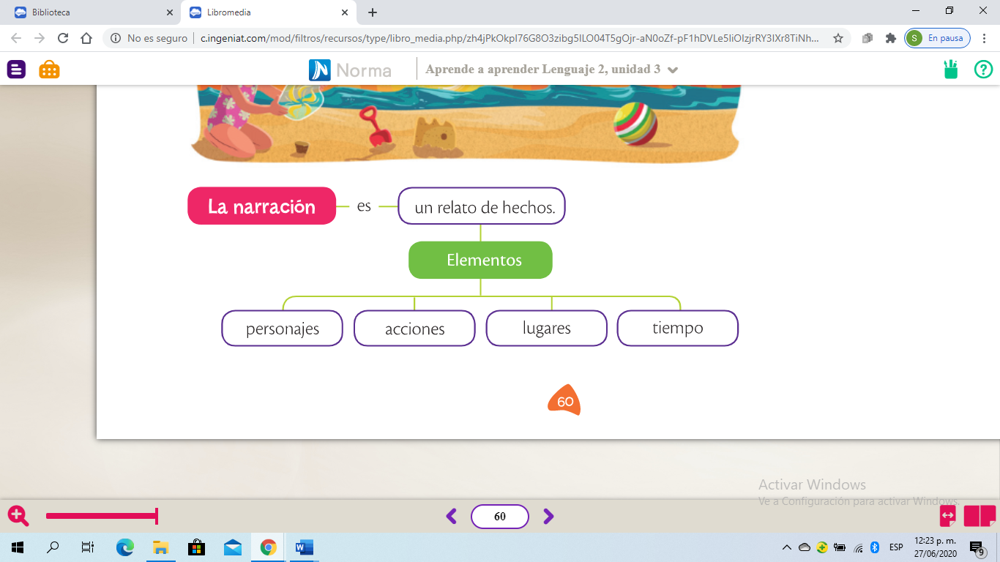 Biblioteca
Libromedia
No es seguro
c.ingeniat.com/mod/filtros/recursos/type/libro_media.php/zh4jPkOkpI76G8O3zibg5ILO04T5gOjr-aN0oZf-pF1hDVLe5IiOIzjrRY3IXr8TiNh...
S En pausa
Norma
Aprende a aprender Lenguaje 2, unidad 3
La narración es un relato de hechos.
Elementos
personajes acciones lugares tiempo
60
Activar Windows
Ve a Configuración para activar Windows.
60
ESP
12:23 p. m.
27/06/2020
9